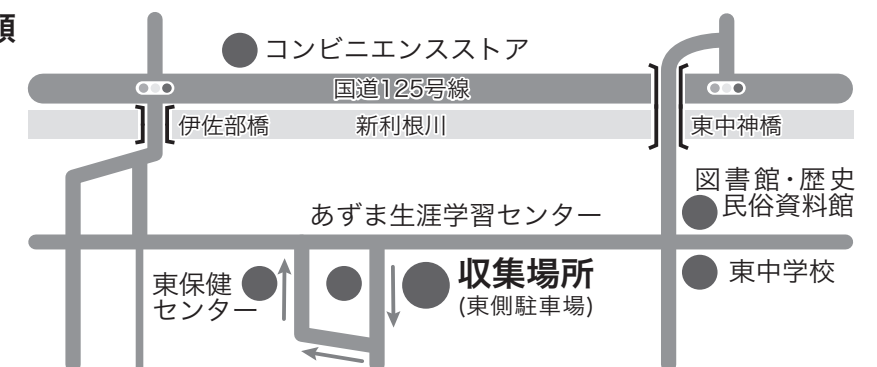 類
コンビニエンスストア
国道125号線
伊佐部橋
新利根川
東中神橋
図書館・歴史
民俗資料館
あずま生涯学習センター
東保健
センター
収集場所
(東側駐車場)
東中学校